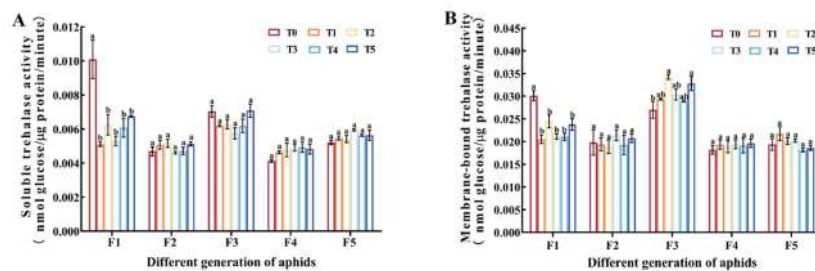 A
Soluble trehalase activity
( nmol glucose/μg protein/minute)
0.012
0.010
0.008
0.006
0.004
0.002
0.000
T0 T1 T2
T3 T4 T5
a b b b b b
a a a a a a
a a a a a a
a a a a a a
a a a a a a
F1 F2 F3 F4 F5
Different generation of aphids
B
Membrane-bound trehalase activity
( nmol glucose/μg protein/minute)
0.045
0.040
0.035
0.030
0.025
0.020
0.015
0.010
0.005
0.000
T0 T1 T2
T3 T4 T5
a b b b b b
a a a a a a
b ab a ab ab a
a a a a a a
F1 F2 F3 F4 F5
Different generation of aphids